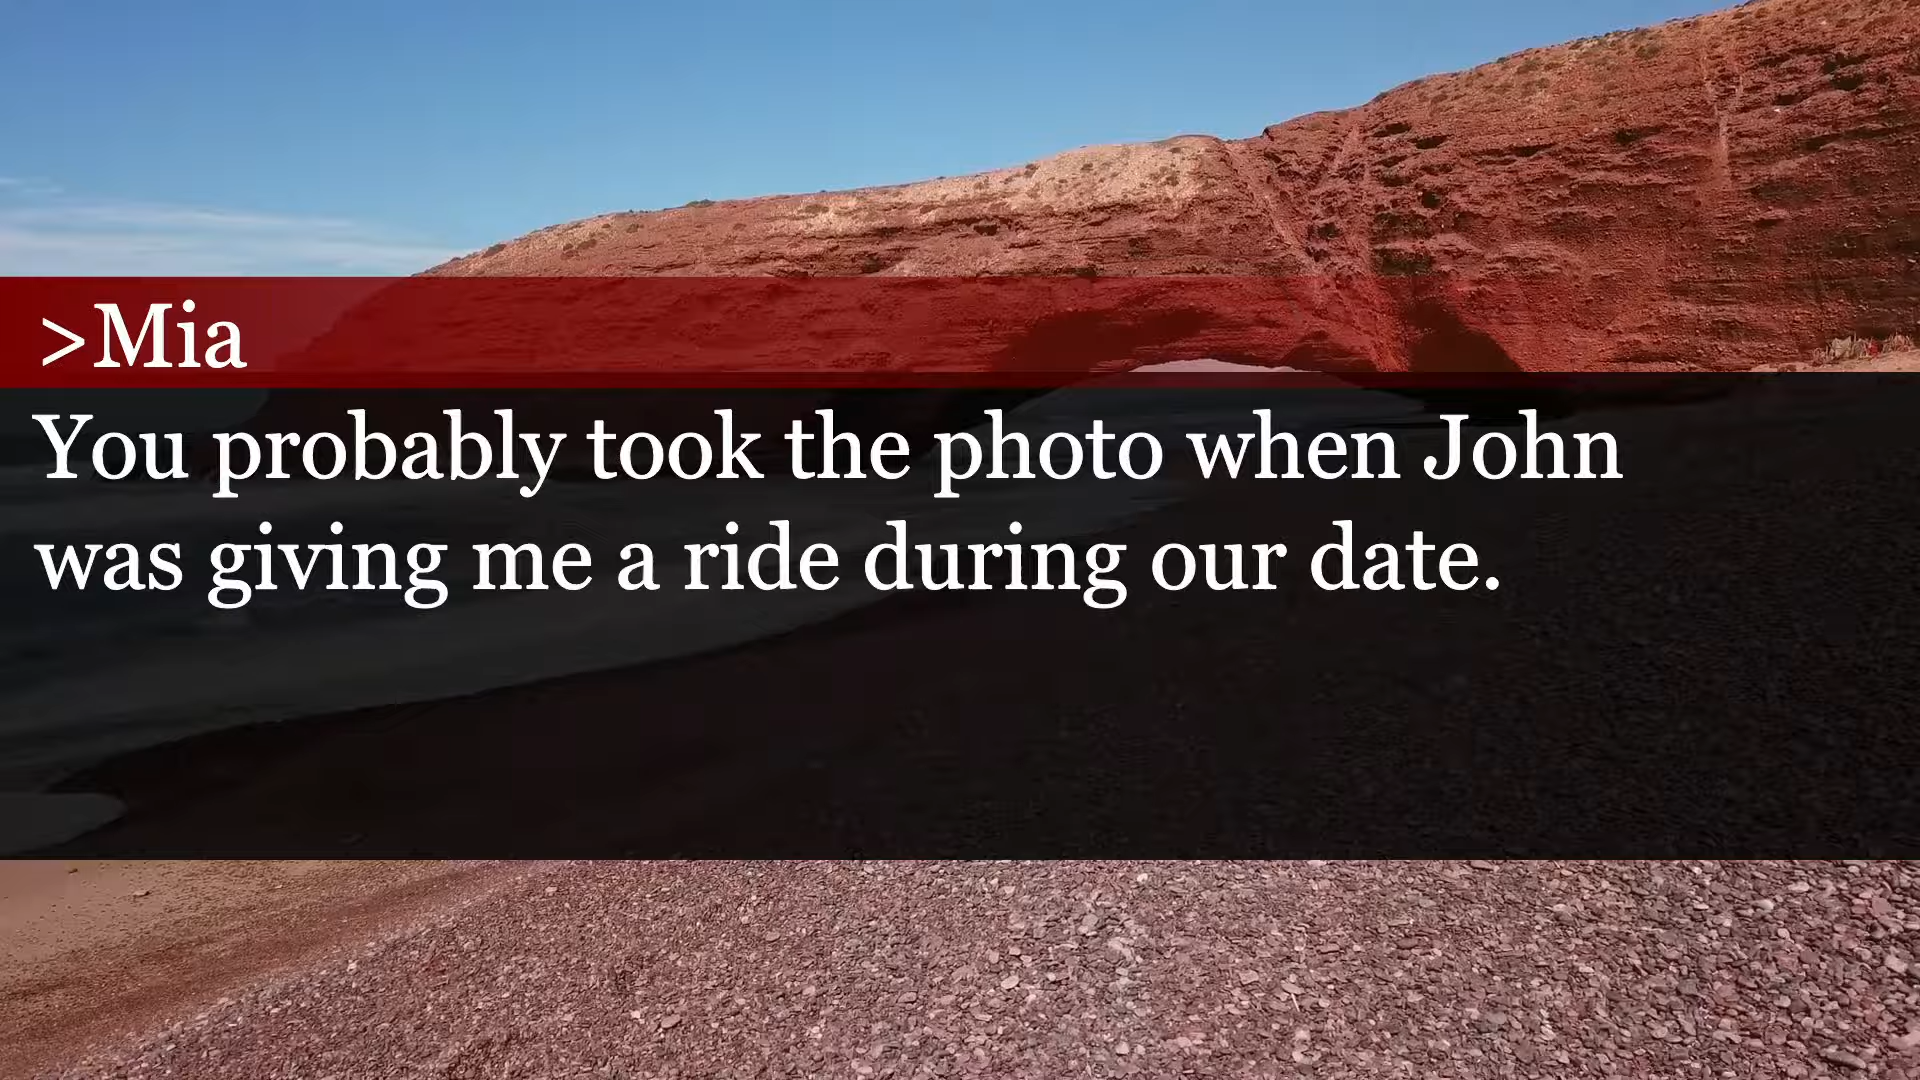 >Mia
You probably took the photo when John
was giving me a ride during our date.